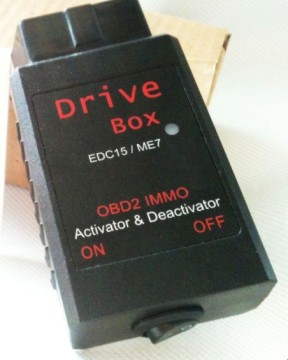 Drive
Box
EDC15 / ME7
OBD2 IMMO
Activator & Deactivator
ON OFF